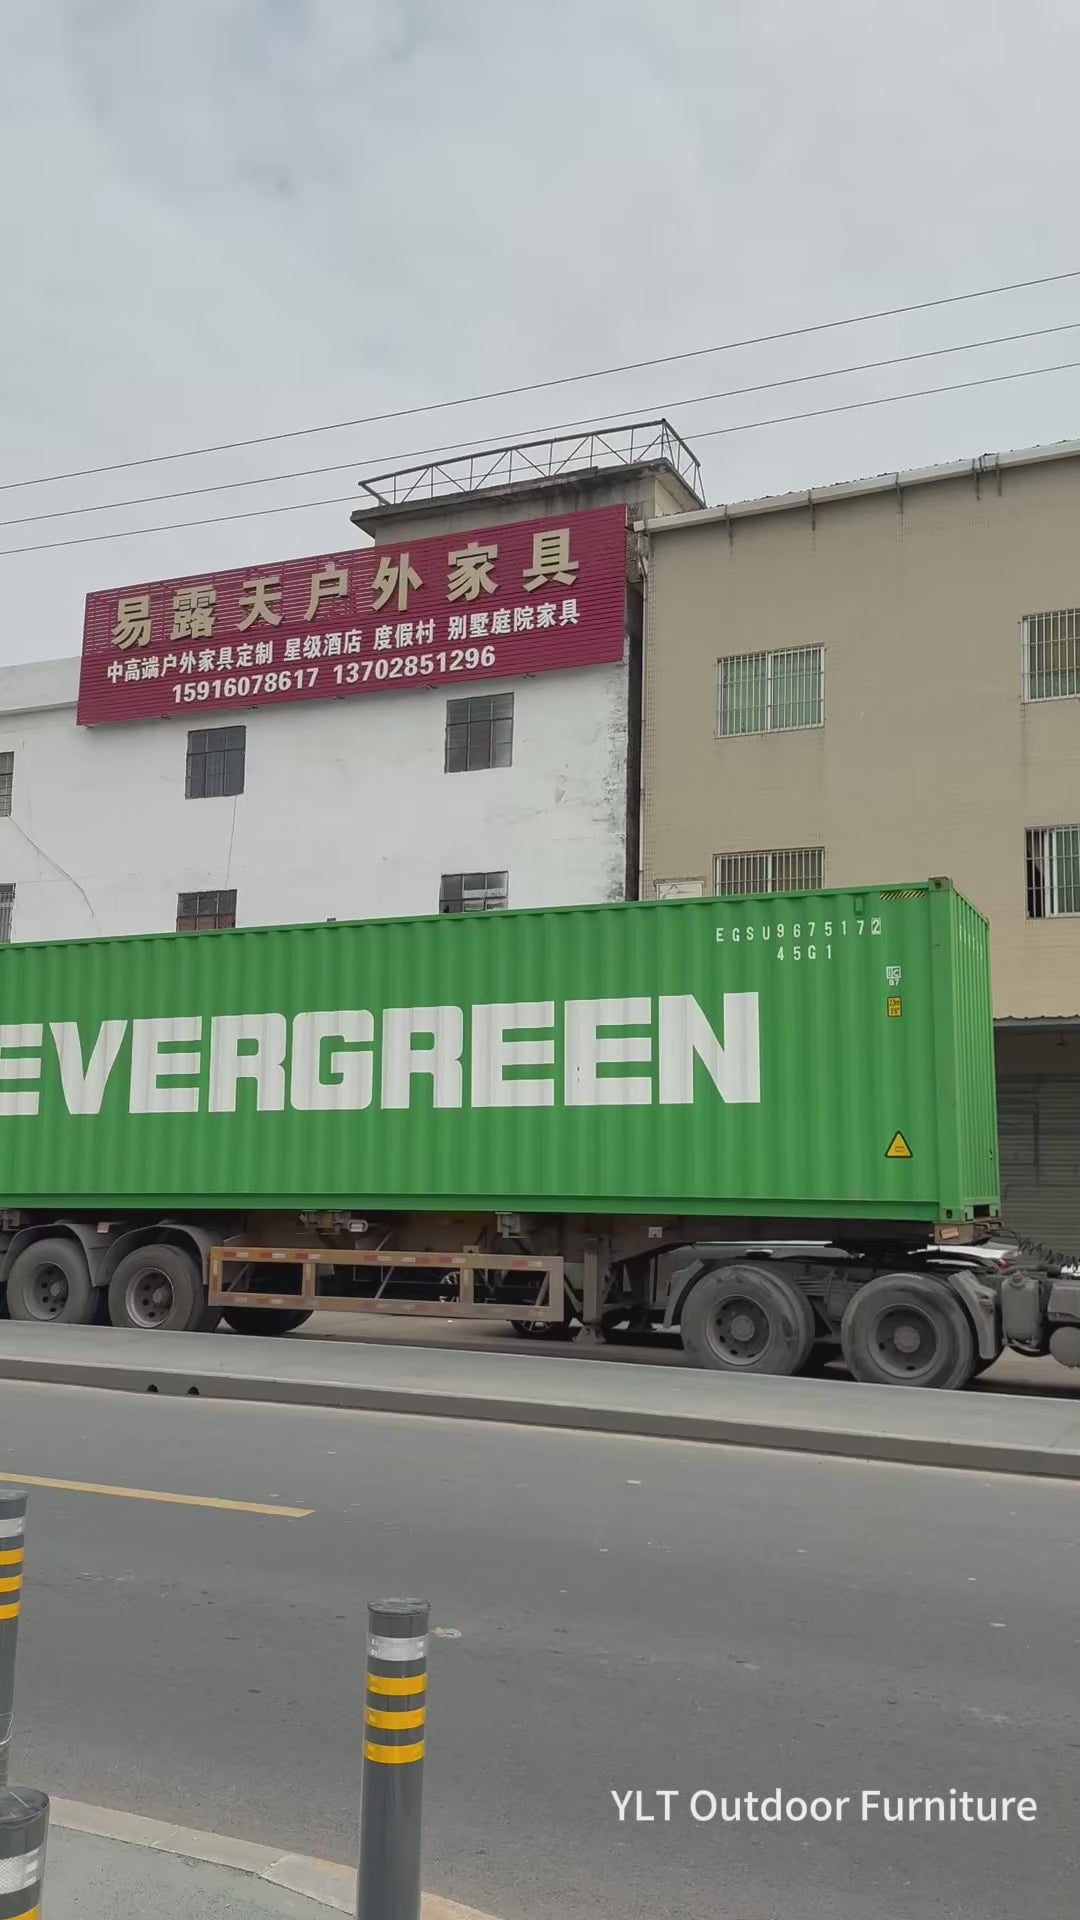 易露天户外家具
中高端户外家具定制 星级酒店 度假村 别墅庭院家具
15916078617 13702851296
EGSU 967517 2
45G1
EVERGREEN
YLT Outdoor Furniture